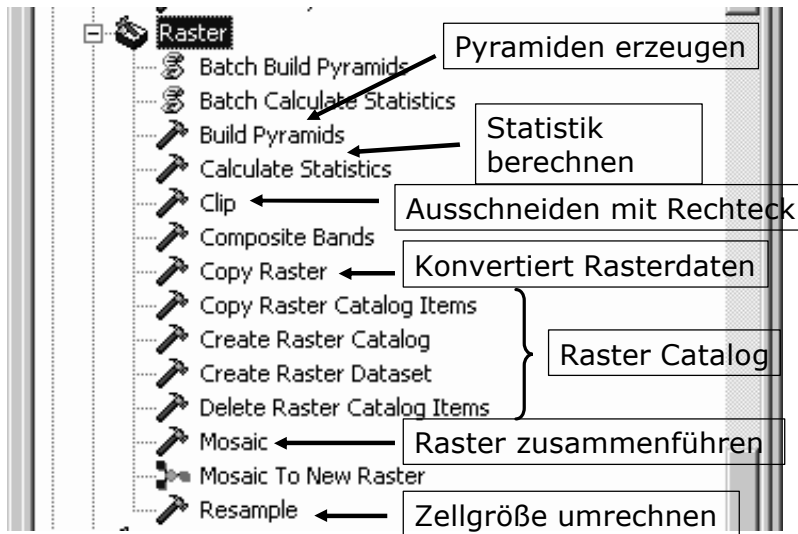 Raster
Pyramiden erzeugen
Batch Build Pyramids
Batch Calculate Statistics
Build Pyramids
Statistik
berechnen
Calculate Statistics
Clip
Ausschneiden mit Rechteck
Composite Bands
Copy Raster
Konvertiert Rasterdaten
Copy Raster Catalog Items
Create Raster Catalog
Raster Catalog
Create Raster Dataset
Delete Raster Catalog Items
Mosaic
Raster zusammenführen
Mosaic To New Raster
Resample
Zellgröße umrechnen